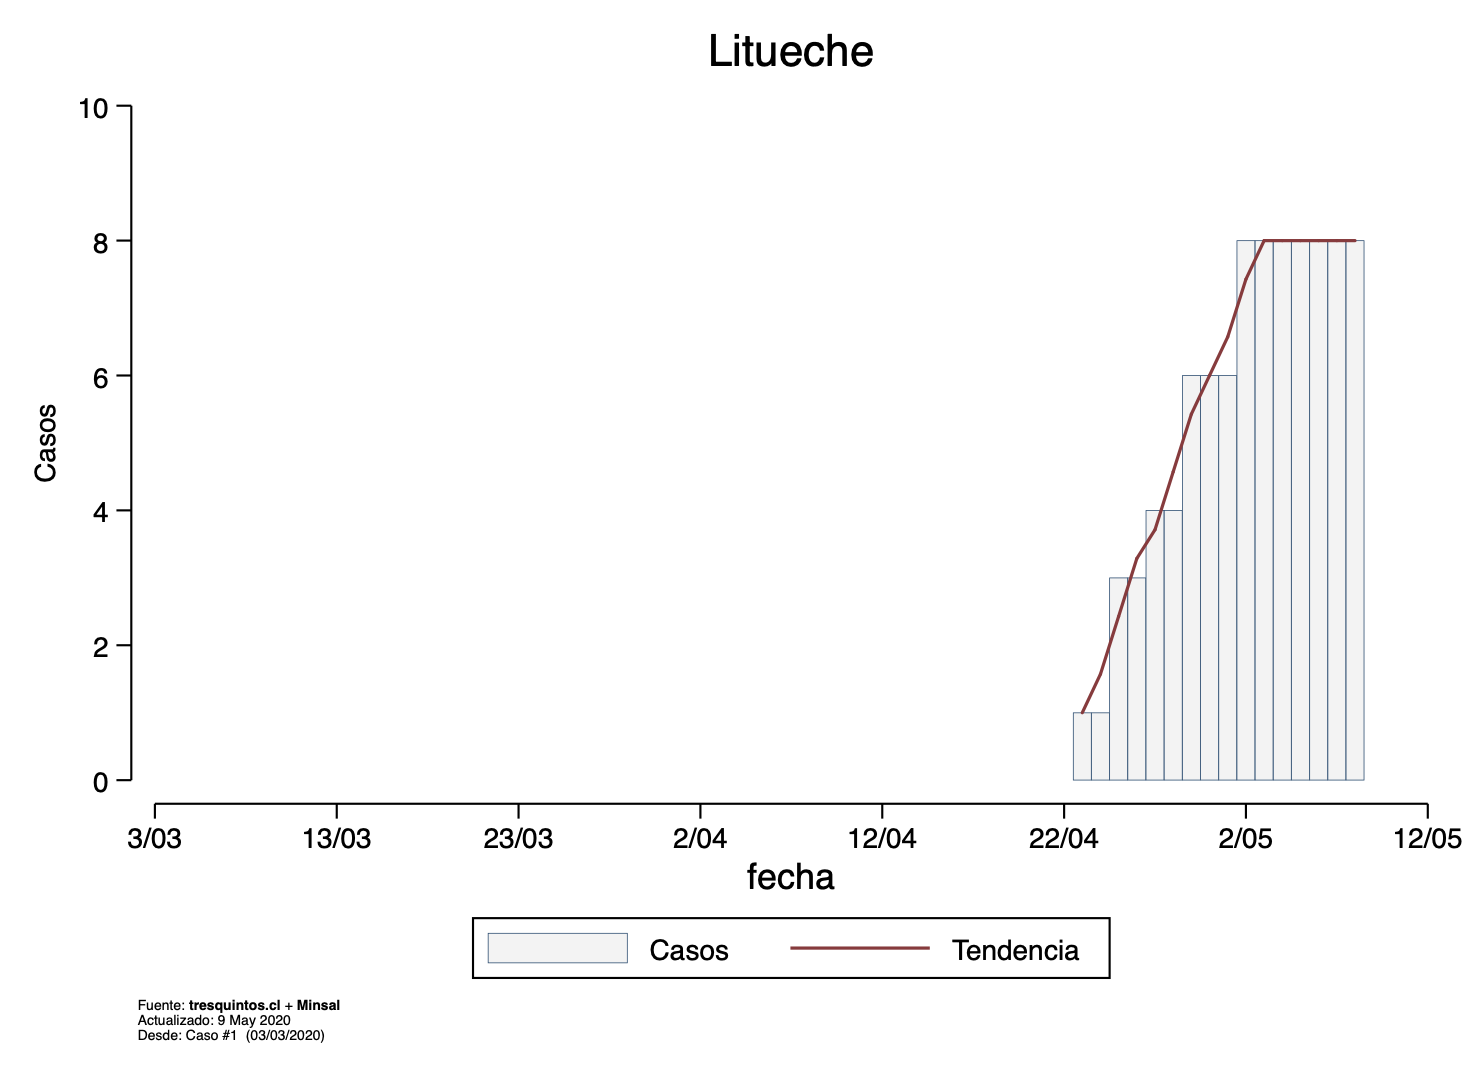 Litueche
10
8
6
4
2
0
Casos
3/03 13/03 23/03 2/04 12/04 22/04 2/05 12/05
fecha
Casos Tendencia
Fuente: tresquintos.cl + Minsal
Actualizado: 9 May 2020
Desde: Caso #1 (03/03/2020)